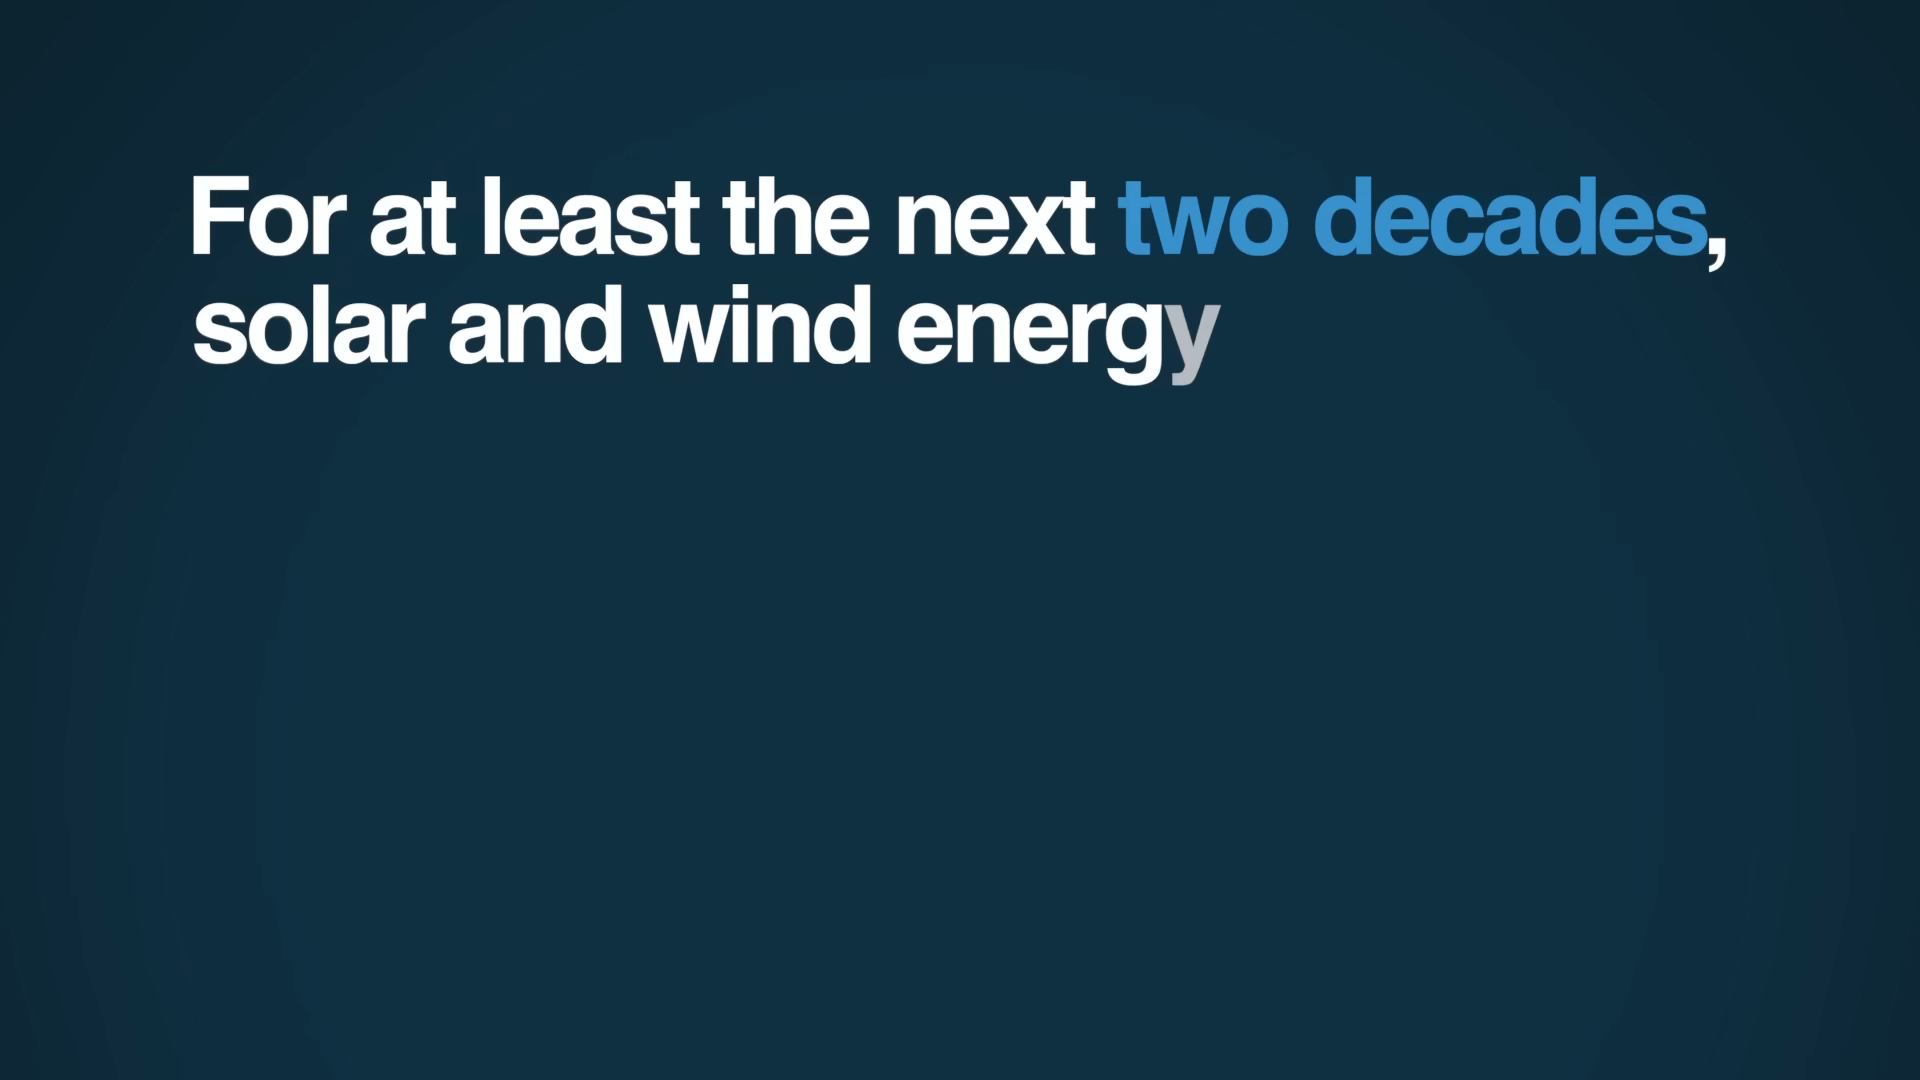 For at least the next two decades,
solar and wind energy